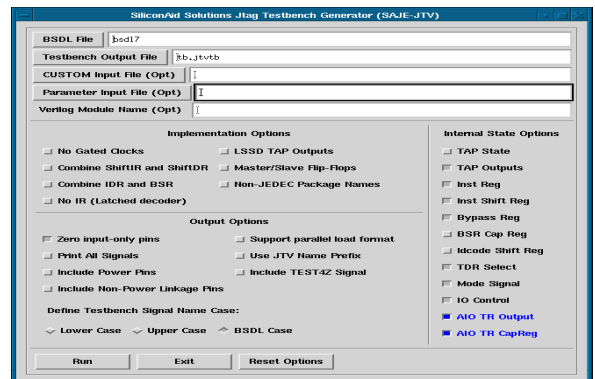 SiliconAid Solutions Jtag Testbench Generator (SAJE-JTV)
BSDL File bsdl7
Testbench Output File tb.jtvtb
CUSTOM Input File (Opt)
Parameter Input File (Opt)
Verilog Module Name (Opt)
Implementation Options
No Gated Clocks
LSSD TAP Outputs
Combine ShiftIR and ShiftDR
Master/Slave Flip-Flops
Combine IDR and BSR
Non-JEDEC Package Names
No IR (Latched decoder)
Output Options
Zero input-only pins
Support parallel load format
Print All Signals
Use JTV Name Prefix
Include Power Pins
Include TEST4Z Signal
Include Non-Power Linkage Pins
Define Testbench Signal Name Case:
Lower Case
Upper Case
BSDL Case
Internal State Options
TAP State
TAP Outputs
Inst Reg
Inst Shift Reg
Bypass Reg
BSR Cap Reg
Idcode Shift Reg
TDR Select
Mode Signal
IO Control
AIO TR Output
AIO TR CapReg
Run
Exit
Reset Options